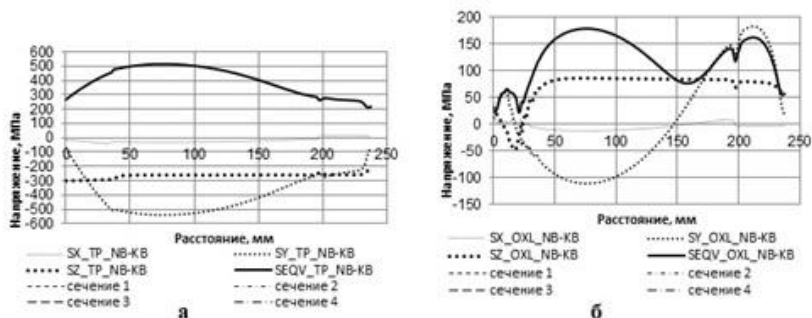 600
500
400
300
200
100
0
-100
-200
-300
-400
-500
-600
0 50 100 150 200 250
Напряжение, МПа
Расстояние, мм
SX_TP_NB-KB
SY_TP_NB-KB
SZ_TP_NB-KB
SEQV_TP_NB-KB
сечение 1
сечение 2
сечение 3
сечение 4
а
200
150
100
50
0
-50
-100
-150
0 50 100 150 200 250
Напряжение, МПа
Расстояние, мм
SX_OXL_NB-KB
SY_OXL_NB-KB
SZ_OXL_NB-KB
SEQV_OXL_NB-KB
сечение 1
сечение 2
сечение 3
сечение 4
б